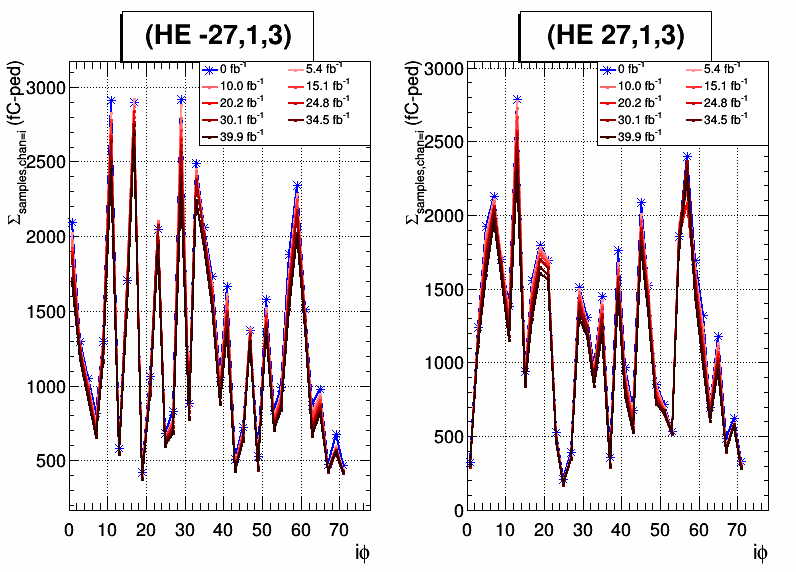 (HE -27,1,3)
Σsamples,chan=i (fC-ped)
0 fb-1 5.4 fb-1
10.0 fb-1 15.1 fb-1
20.2 fb-1 24.8 fb-1
30.1 fb-1 34.5 fb-1
39.9 fb-1
3000
2500
2000
1500
1000
500
0 10 20 30 40 50 60 70
iϕ
(HE 27,1,3)
Σsamples,chan=i (fC-ped)
0 fb-1 5.4 fb-1
10.0 fb-1 15.1 fb-1
20.2 fb-1 24.8 fb-1
30.1 fb-1 34.5 fb-1
39.9 fb-1
3000
2500
2000
1500
1000
500
0
0 10 20 30 40 50 60 70
iϕ